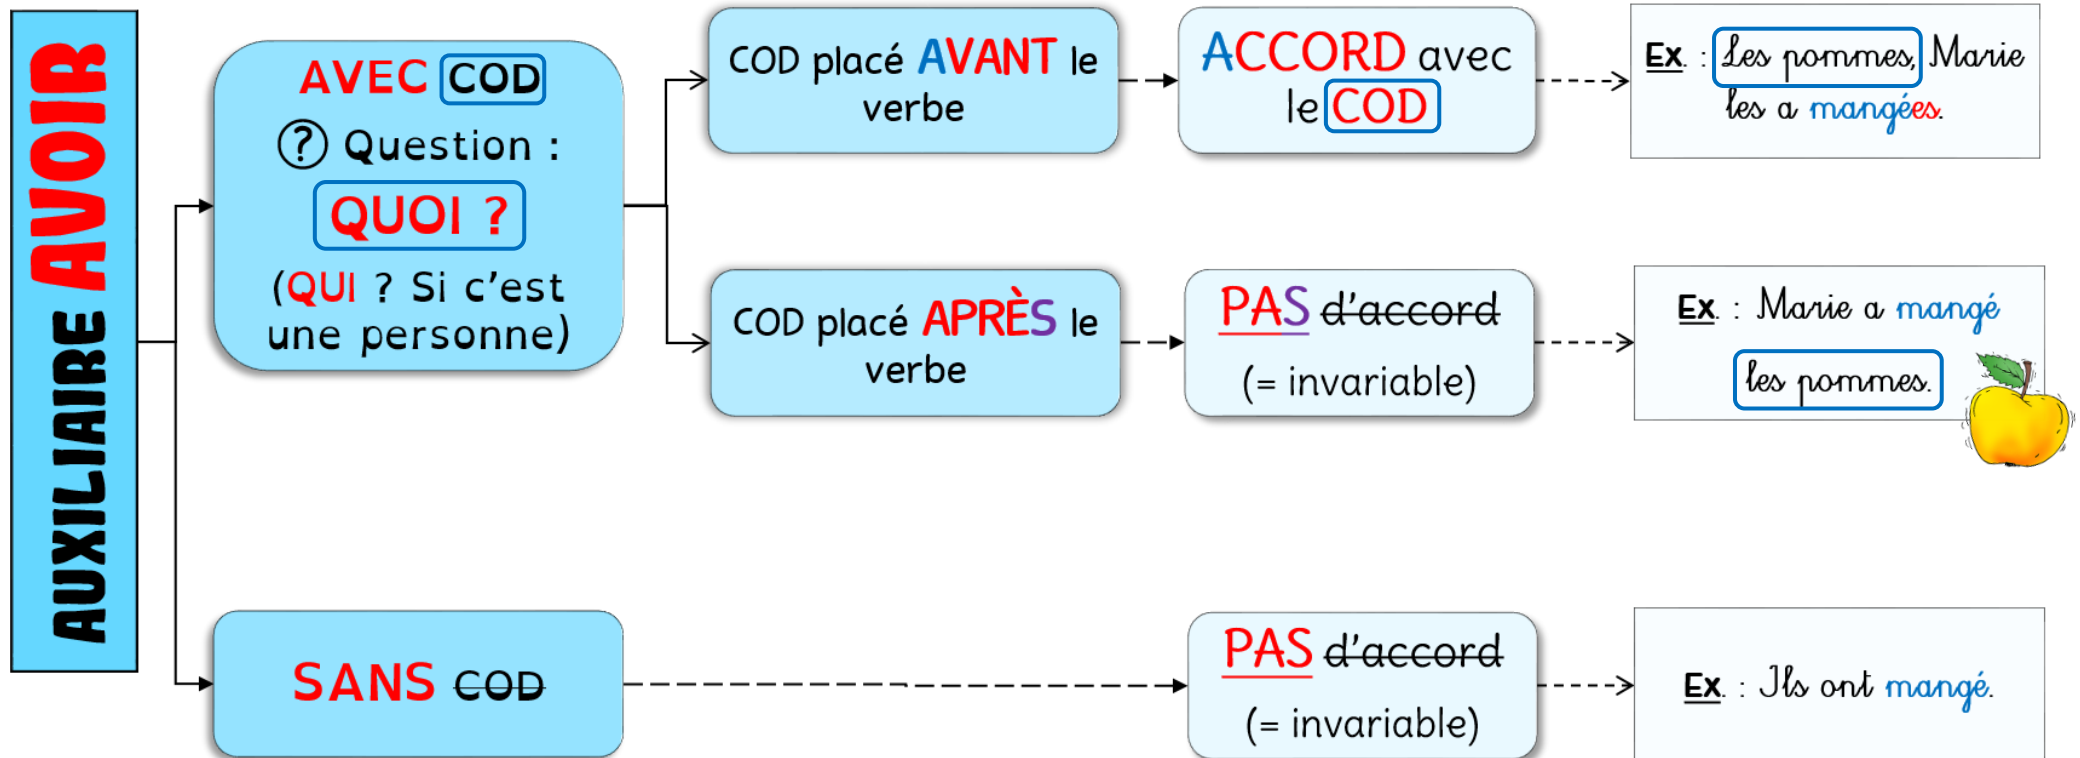 AUXILIAIRE AVOIR
AVEC COD
? Question :
QUOI ?
(QUI ? Si c'est
une personne)
COD placé AVANT le
verbe
ACCORD avec
le COD
Ex. : Les pommes, Marie
les a mangées.
COD placé APRÈS le
verbe
PAS d'accord
(= invariable)
Ex. : Marie a mangé
les pommes.
SANS COD
PAS d'accord
(= invariable)
Ex. : Ils ont mangé.